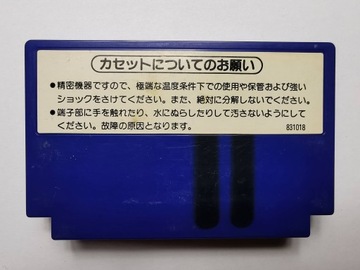 カセットについてのお願い
●精密機器ですので、極端な温度条件下での使用や保管および強い
ショックをさけてください。また、絶対に分解しないでください。
●端子部に手を触れたり、水にぬらしたりして汚さないようにして
ください。故障の原因となります。
831018